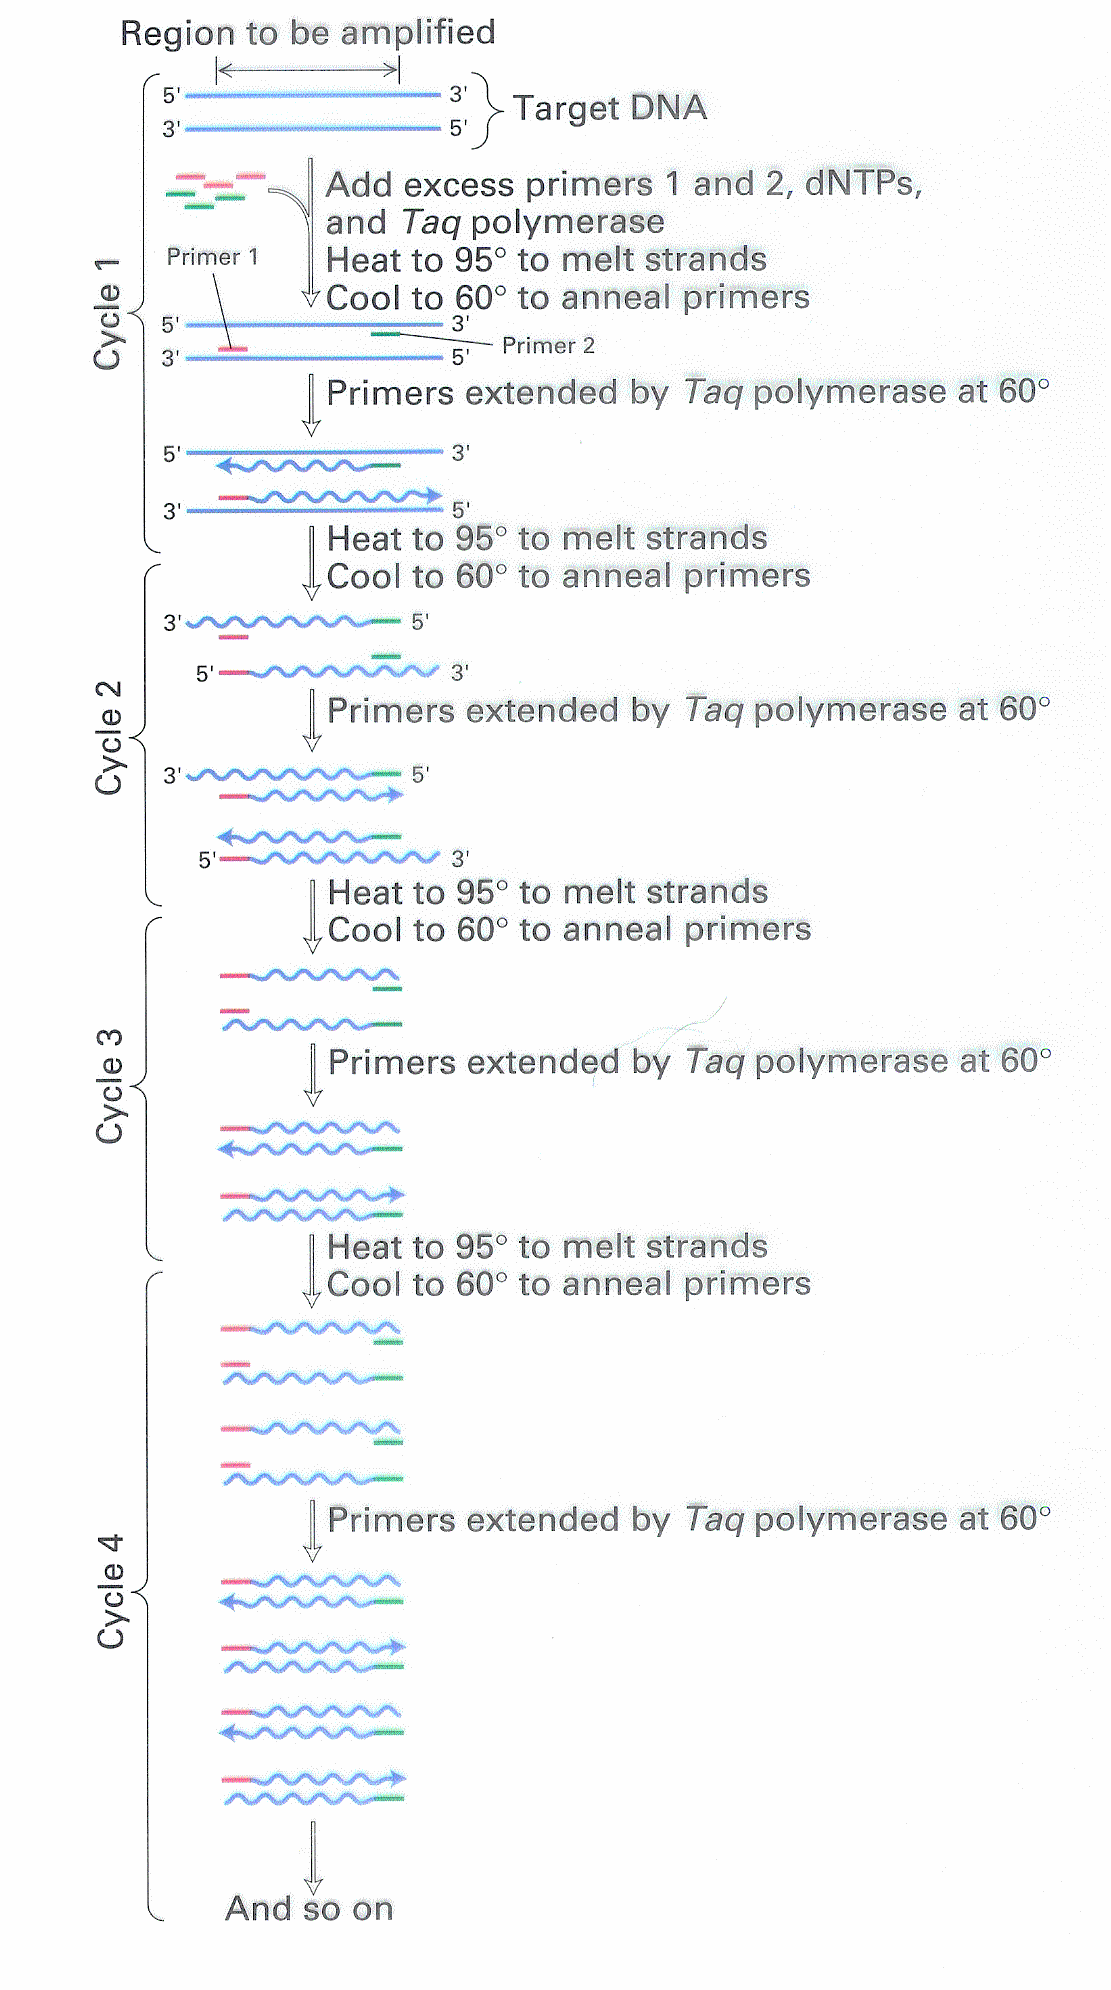 Region to be amplified
5' 3'
Target DNA
3' 5'
Add excess primers 1 and 2, dNTPs,
and Taq polymerase
Primer 1
Heat to 95° to melt strands
Cool to 60° to anneal primers
Cycle 1
5' 3'
Primer 2
3' 5'
Primers extended by Taq polymerase at 60°
5' 3'
3' 5'
Heat to 95° to melt strands
Cool to 60° to anneal primers
3' 5'
5' 3'
Cycle 2
Primers extended by Taq polymerase at 60°
3' 5'
5' 3'
Heat to 95° to melt strands
Cool to 60° to anneal primers
Cycle 3
Primers extended by Taq polymerase at 60°
Heat to 95° to melt strands
Cool to 60° to anneal primers
Cycle 4
Primers extended by Taq polymerase at 60°
And so on